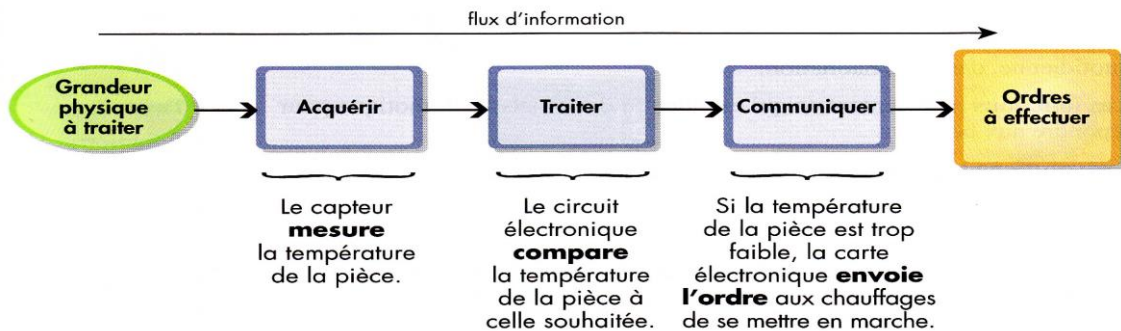 flux d'information
Grandeur
physique
à traiter
Acquérir
Traiter
Communiquer
Ordres
à effectuer
Le capteur
mesure
la température
de la pièce.
Le circuit
électronique
compare
la température
de la pièce à
celle souhaitée.
Si la température
de la pièce est trop
faible, la carte
électronique envoie
l'ordre aux chauffages
de se mettre en marche.